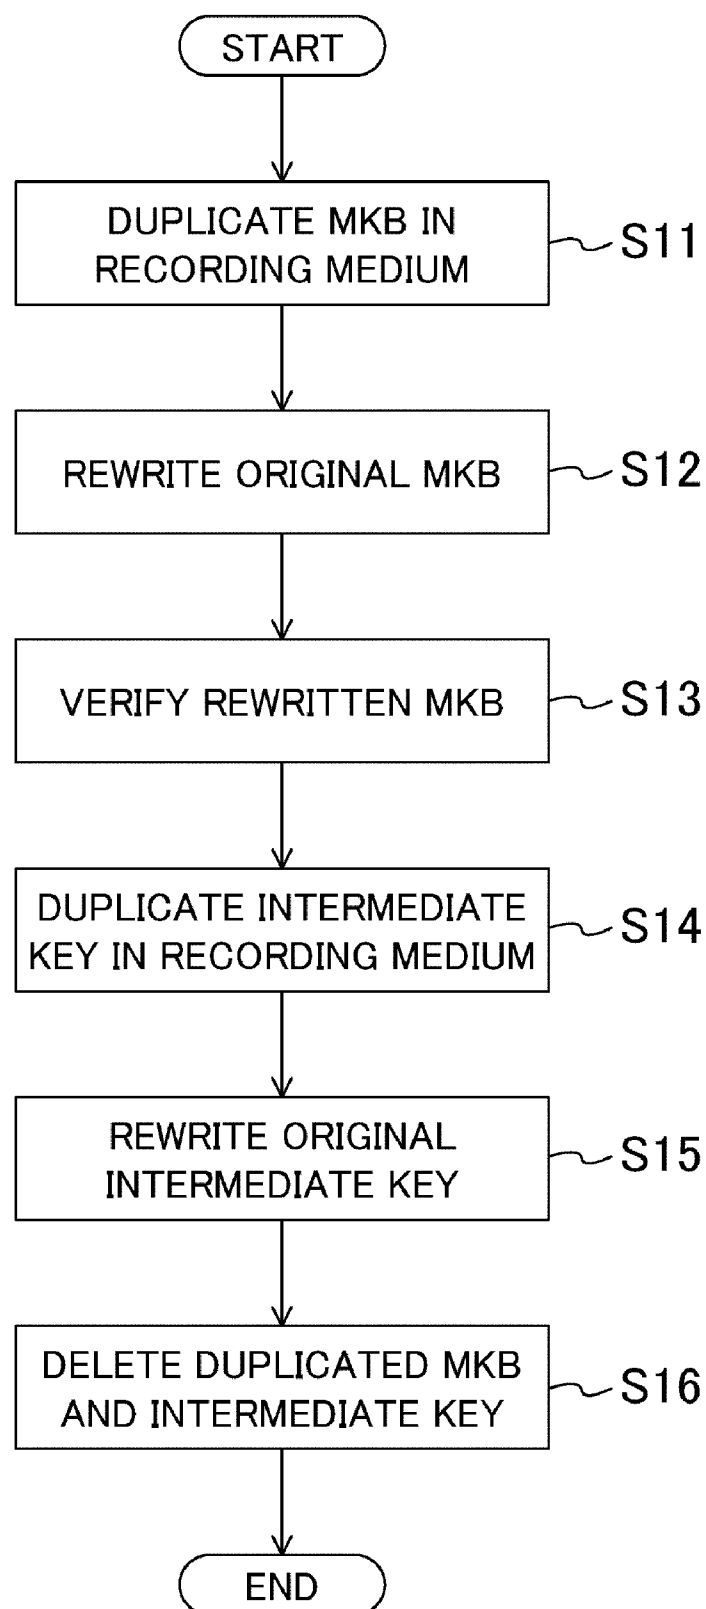 START
DUPLICATE MKB IN
RECORDING MEDIUM
S11
REWRITE ORIGINAL MKB
S12
VERIFY REWRITTEN MKB
S13
DUPLICATE INTERMEDIATE
KEY IN RECORDING MEDIUM
S14
REWRITE ORIGINAL
INTERMEDIATE KEY
S15
DELETE DUPLICATED MKB
AND INTERMEDIATE KEY
S16
END